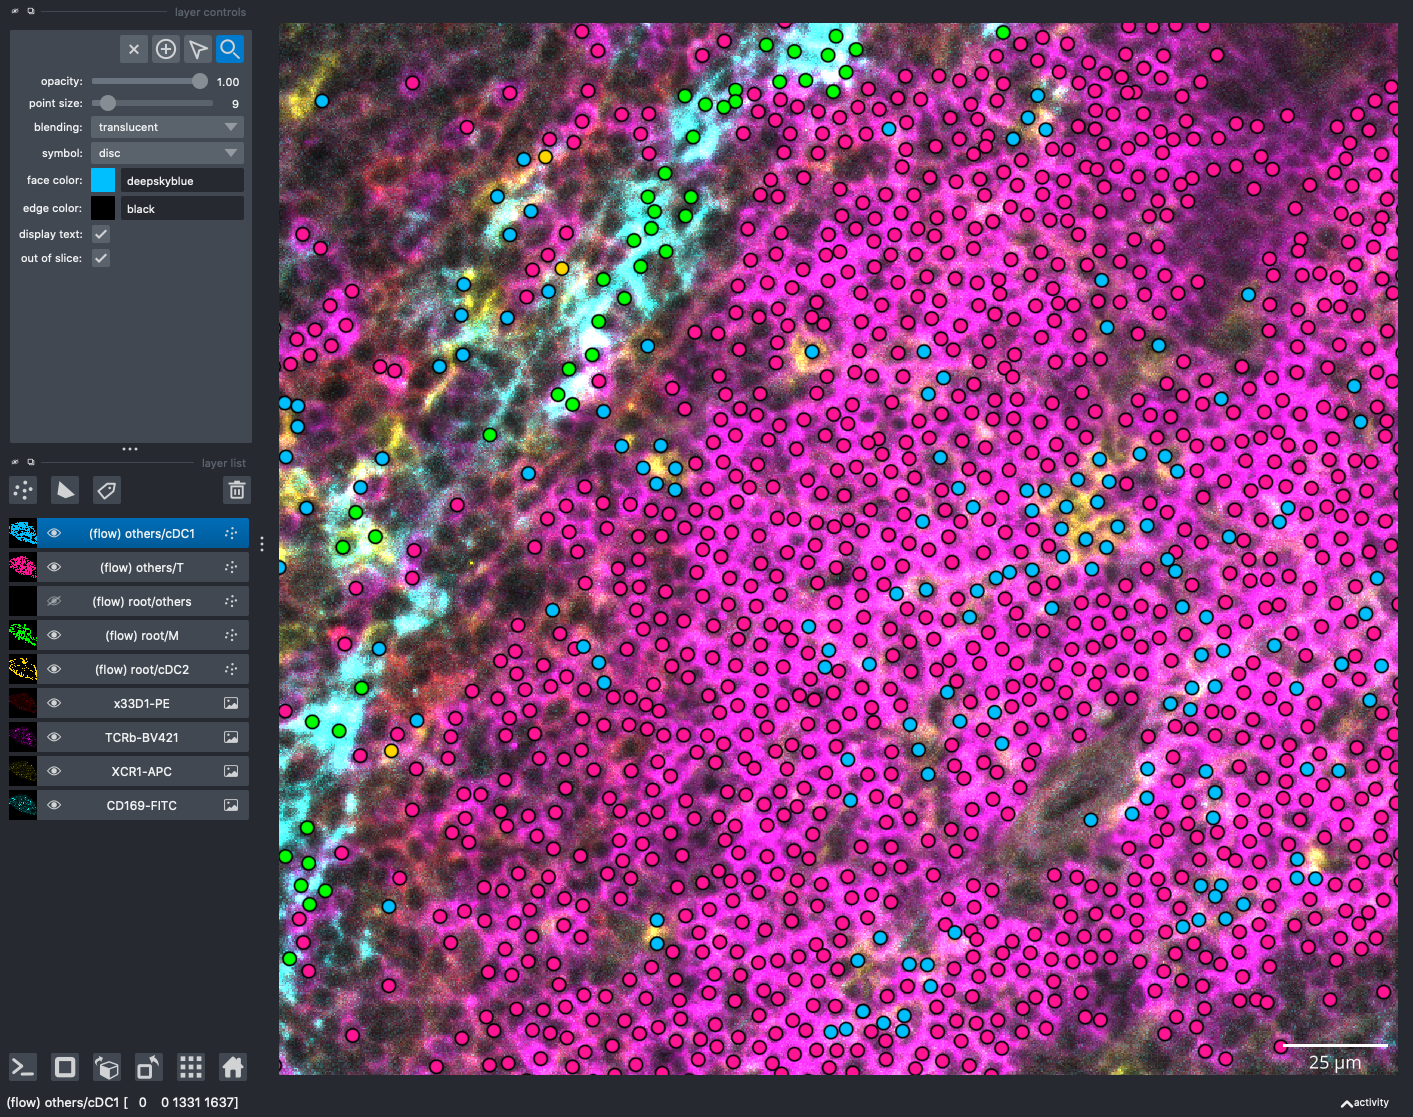 layer controls
opacity:
1.00
point size:
9
blending:
translucent
symbol:
disc
face color:
deepskyblue
edge color:
black
display text:
out of slice:
layer list
(flow) others/cDC1
(flow) others/T
(flow) root/others
(flow) root/M
(flow) root/cDC2
x33D1-PE
TCRb-BV421
XCR1-APC
CD169-FITC
25 µm
(flow) others/cDC1 [ 0 0 1331 1637]
activity